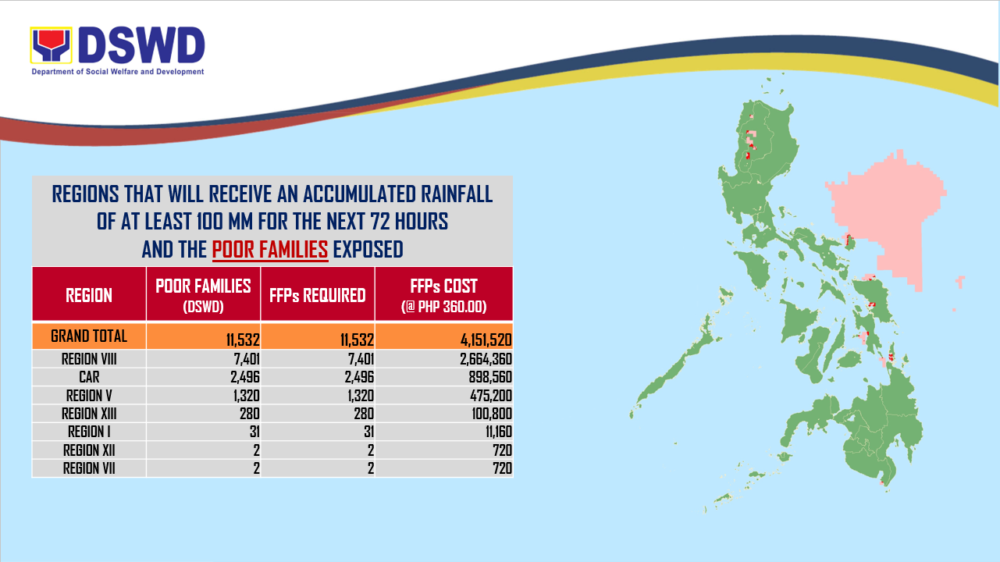 DSWD
Department of Social Welfare and Development
REGIONS THAT WILL RECEIVE AN ACCUMULATED RAINFALL
OF AT LEAST 100 MM FOR THE NEXT 72 HOURS
AND THE POOR FAMILIES EXPOSED
REGION POOR FAMILIES (DSWD) FFPs REQUIRED FFPs COST (@ PHP 360.00)
GRAND TOTAL 11,532 11,532 4,151,520
REGION VIII 7,401 7,401 2,664,360
CAR 2,496 2,496 898,560
REGION V 1,320 1,320 475,200
REGION XIII 280 280 100,800
REGION I 31 31 11,160
REGION XII 2 2 720
REGION VII 2 2 720